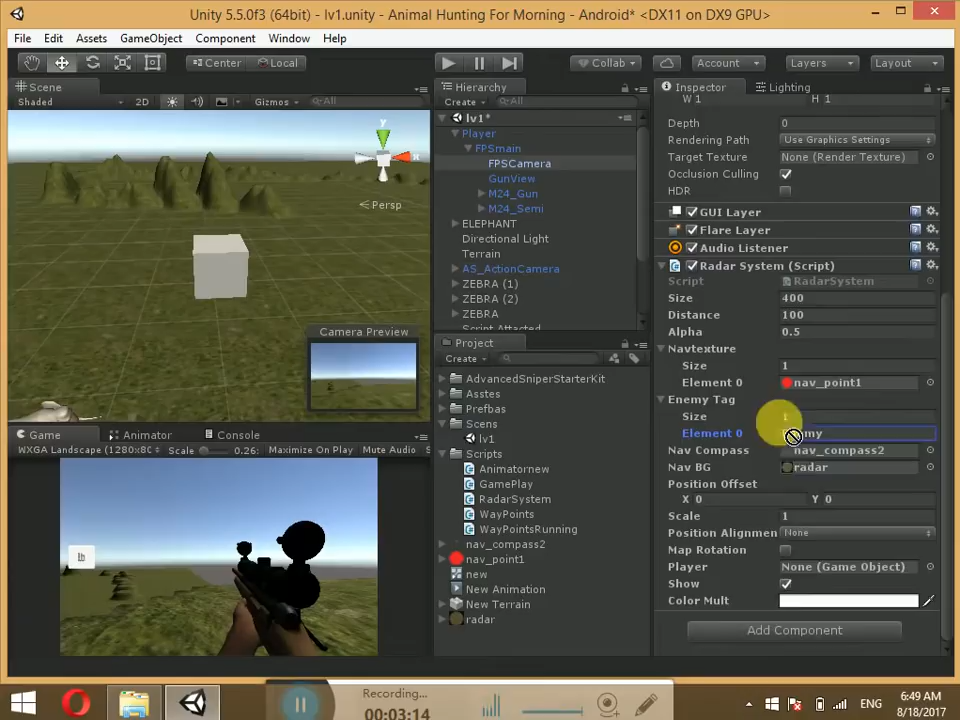 Unity 5.5.0f3 (64bit) - lv1.unity - Animal Hunting For Morning - Android* <DX11 on DX9 GPU>
File Edit Assets GameObject Component Window Help
Center Local Collab Account Layers Layout
Scene
Shaded 2D Gizmos All
y
x
Persp
Camera Preview
Game Animator Console
WXGA Landscape (1280x80 Scale 0.26: Maximize On Play Mute Audio
Hierarchy
Create All
lv1*
Player
FPSmain
FPSCamera
GunView
M24_Gun
M24_Semi
ELEPHANT
Directional Light
Terrain
AS_ActionCamera
ZEBRA (1)
ZEBRA (2)
ZEBRA
Script Attached
Project
Create
AdvancedSniperStarterKit
Asstes
Prefbas
Scens
lv1
Scripts
Animatornew
GamePlay
RadarSystem
WayPoints
WayPointsRunning
nav_compass2
nav_point1
new
New Animation
New Terrain
radar
Inspector Lighting
W 1 H 1
Depth 0
Rendering Path Use Graphics Settings
Target Texture None (Render Texture)
Occlusion Culling
HDR
GUI Layer
Flare Layer
Audio Listener
Radar System (Script)
Script RadarSystem
Size 400
Distance 100
Alpha 0.5
Navtexture
Size 1
Element 0 nav_point1
Enemy Tag
Size 1
Element 0
Nav Compass nav_compass2
Nav BG radar
Position Offset
X 0 Y 0
Scale 1
Position Alignmen None
Map Rotation
Player None (Game Object)
Show
Color Mult
Add Component
Recording...
00:03:14
ENG
6:49 AM
8/18/2017